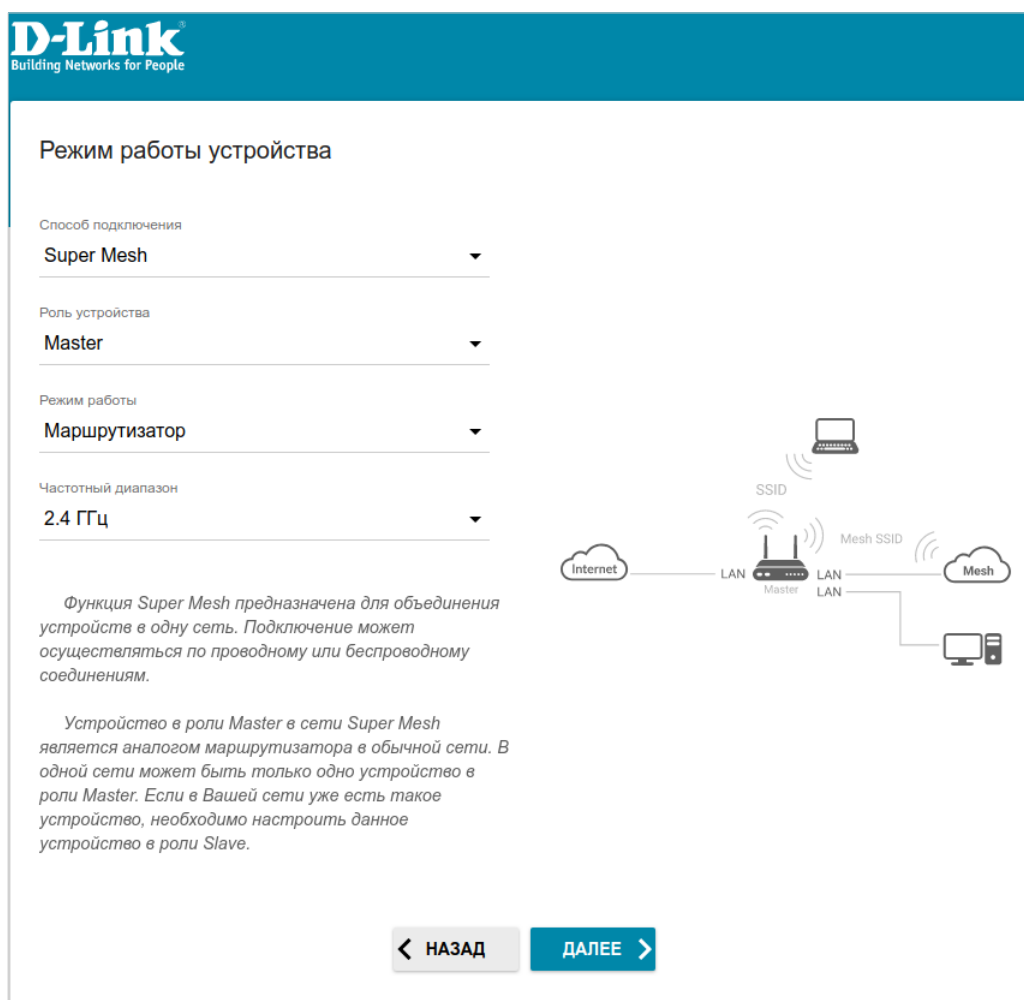 D-Link®
Building Networks for People
Режим работы устройства
Способ подключения
Super Mesh
Роль устройства
Master
Режим работы
Маршрутизатор
Частотный диапазон
2.4 ГГц
Функция Super Mesh предназначена для объединения
устройств в одну сеть. Подключение может
осуществляться по проводному или беспроводному
соединениям.
Устройство в роли Master в сети Super Mesh
является аналогом маршрутизатора в обычной сети. В
одной сети может быть только одно устройство в
роли Master. Если в Вашей сети уже есть такое
устройство, необходимо настроить данное
устройство в роли Slave.
SSID
Mesh SSID
Internet
LAN
LAN
Mesh
Master
LAN
НАЗАД
ДАЛЕЕ